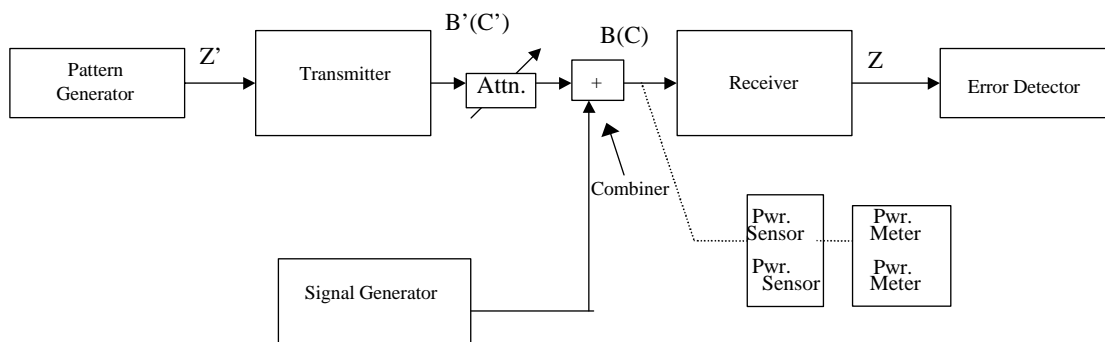 B’(C’)
B(C)
Z’
Z
Pattern
Generator
Transmitter
Attn.
+
Receiver
Error Detector
Combiner
Pwr.
Sensor
Pwr.
Meter
Pwr.
Sensor
Pwr.
Meter
Signal Generator